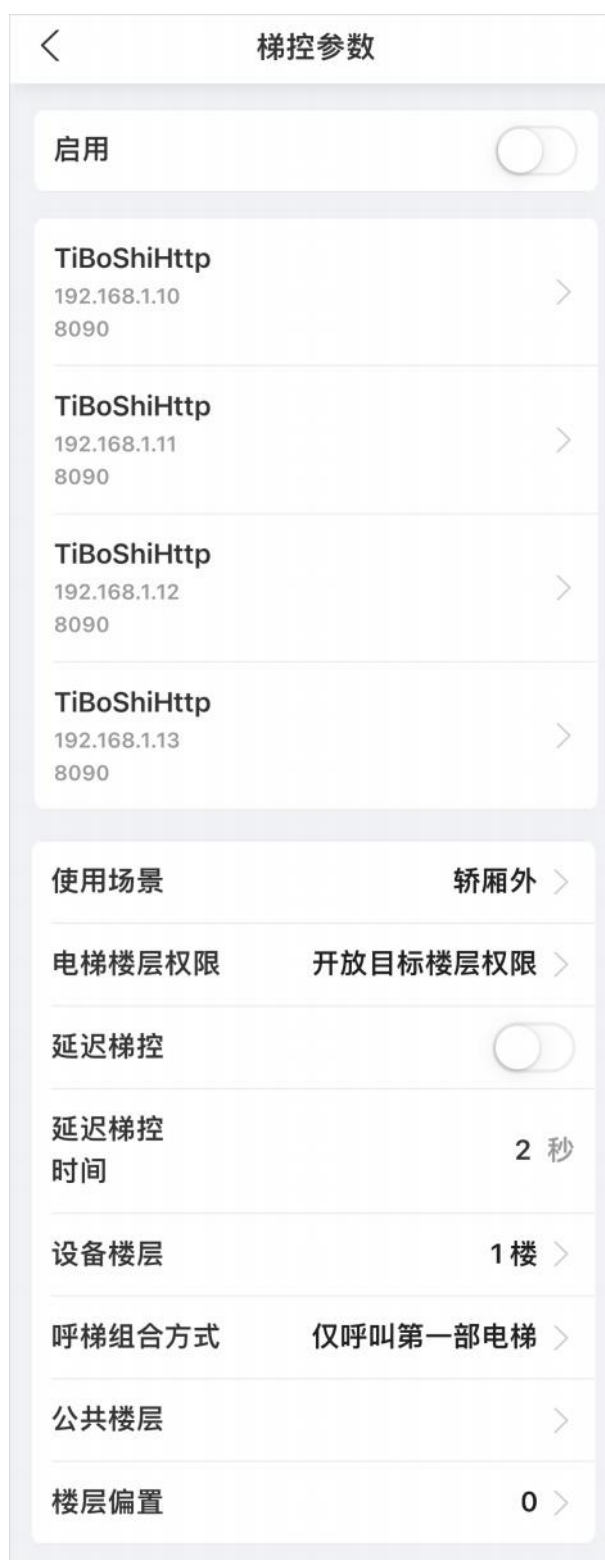 梯控参数
启用
TiBoShiHttp
192.168.1.10
8090
TiBoShiHttp
192.168.1.11
8090
TiBoShiHttp
192.168.1.12
8090
TiBoShiHttp
192.168.1.13
8090
使用场景 轿厢外
电梯楼层权限 开放目标楼层权限
延迟梯控
延迟梯控
时间 2 秒
设备楼层 1楼
呼梯组合方式 仅呼叫第一部电梯
公共楼层
楼层偏置 0